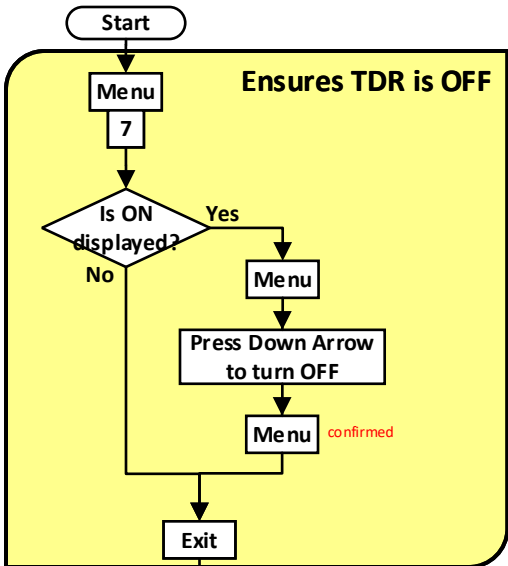 Start
Ensures TDR is OFF
Menu
7
Is ON
displayed?
Yes
No
Menu
Press Down Arrow
to turn OFF
Menu
confirmed
Exit